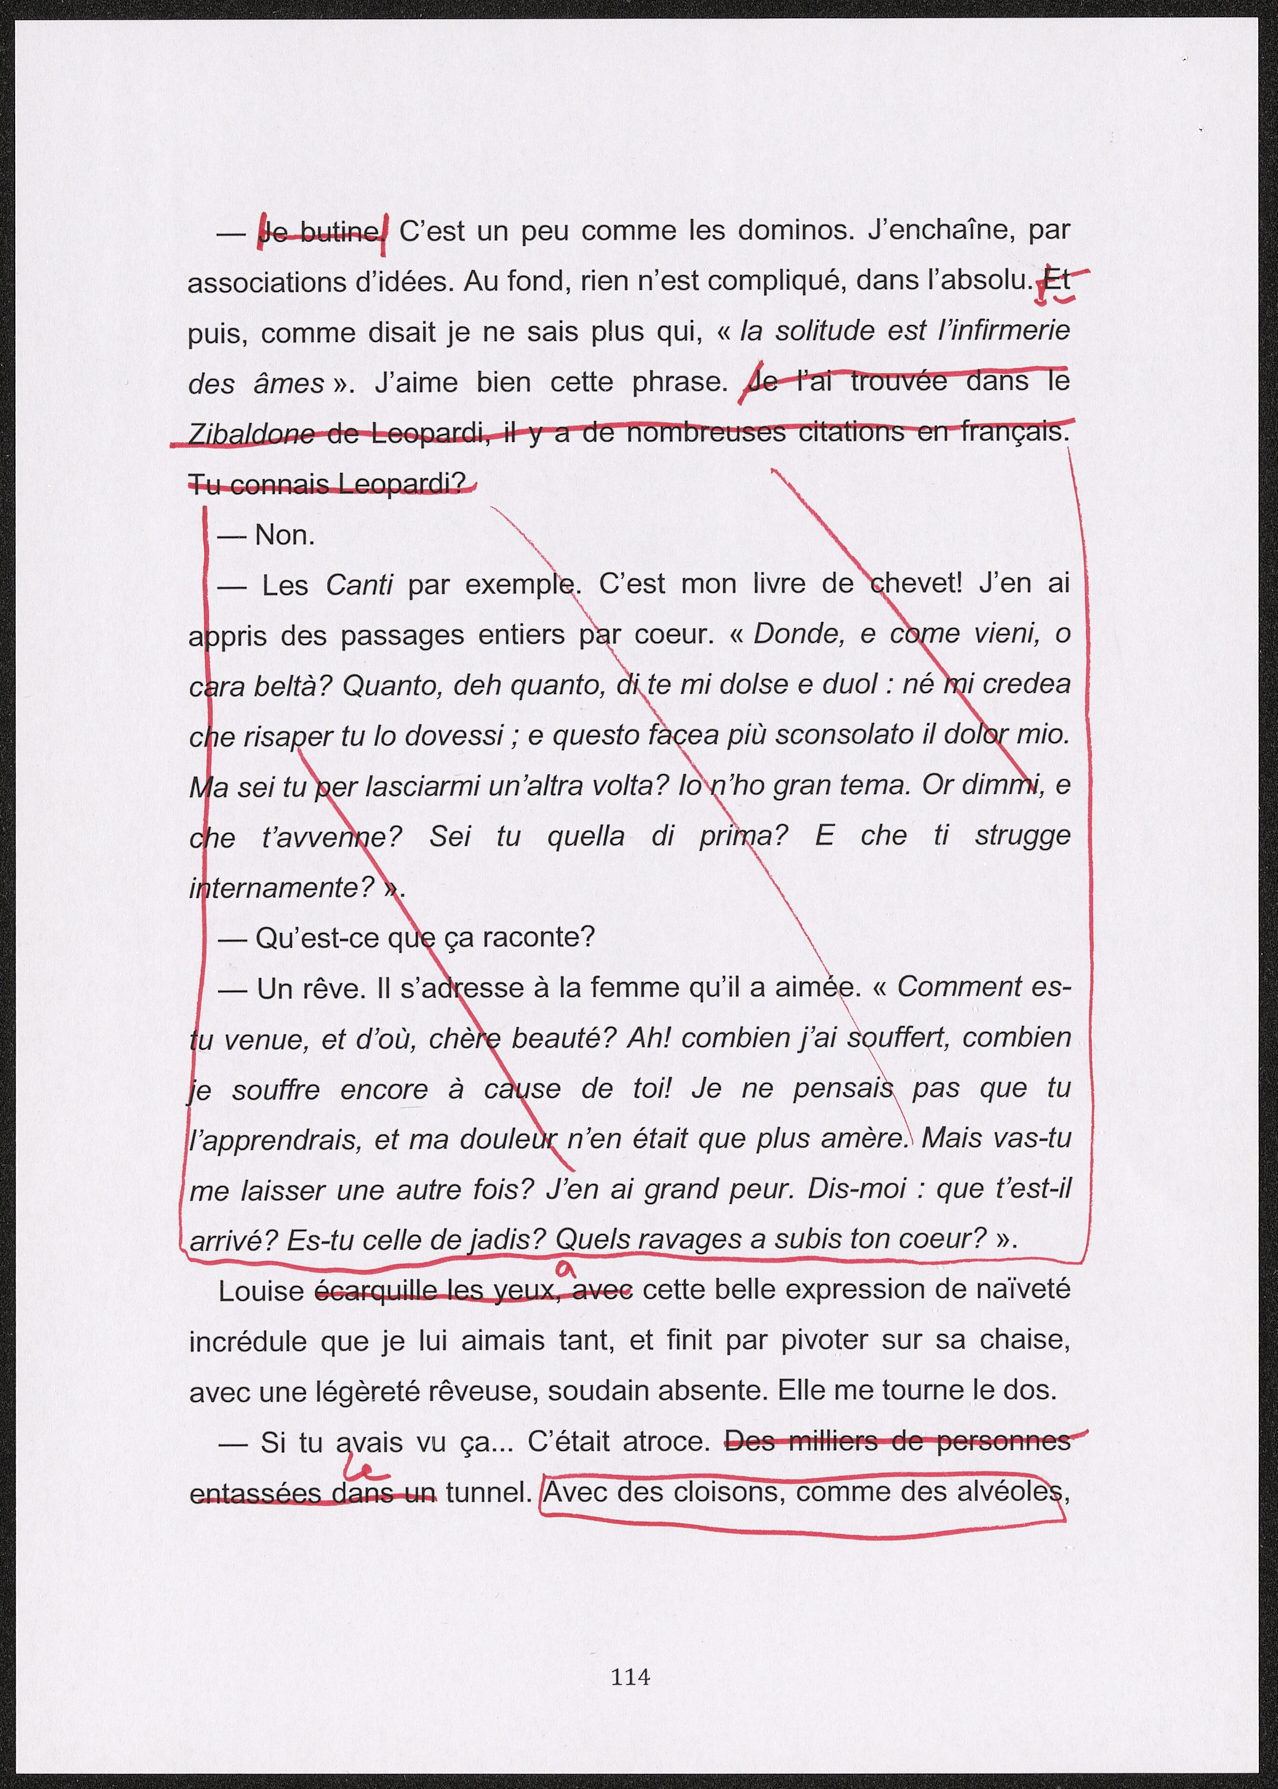 — Je butine. C’est un peu comme les dominos. J’enchaîne, par
associations d’idées. Au fond, rien n’est compliqué, dans l’absolu. Et
puis, comme disait je ne sais plus qui, « la solitude est l’infirmerie
des âmes ». J’aime bien cette phrase. Je l’ai trouvée dans le
Zibaldone de Leopardi, il y a de nombreuses citations en français.
Tu connais Leopardi?
— Non.
— Les Canti par exemple. C’est mon livre de chevet! J’en ai
appris des passages entiers par coeur. « Donde, e come vieni, o
cara beltà? Quanto, deh quanto, di te mi dolse e duol : né mi credea
che risaper tu lo dovessi ; e questo facea più sconsolato il dolor mio.
Ma sei tu per lasciarmi un’altra volta? Io n’ho gran tema. Or dimmi, e
che t’avvenne? Sei tu quella di prima? E che ti strugge
internamente? ».
— Qu’est-ce que ça raconte?
— Un rêve. Il s’adresse à la femme qu’il a aimée. « Comment es-
tu venue, et d’où, chère beauté? Ah! combien j’ai souffert, combien
je souffre encore à cause de toi! Je ne pensais pas que tu
l’apprendrais, et ma douleur n’en était que plus amère. Mais vas-tu
me laisser une autre fois? J’en ai grand peur. Dis-moi : que t’est-il
arrivé? Es-tu celle de jadis? Quels ravages a subis ton coeur? ».
a
Louise écarquille les yeux, avec cette belle expression de naïveté
incrédule que je lui aimais tant, et finit par pivoter sur sa chaise,
avec une légèreté rêveuse, soudain absente. Elle me tourne le dos.
— Si tu avais vu ça... C’était atroce. Des milliers de personnes
le
entassées dans un tunnel. Avec des cloisons, comme des alvéoles,
114